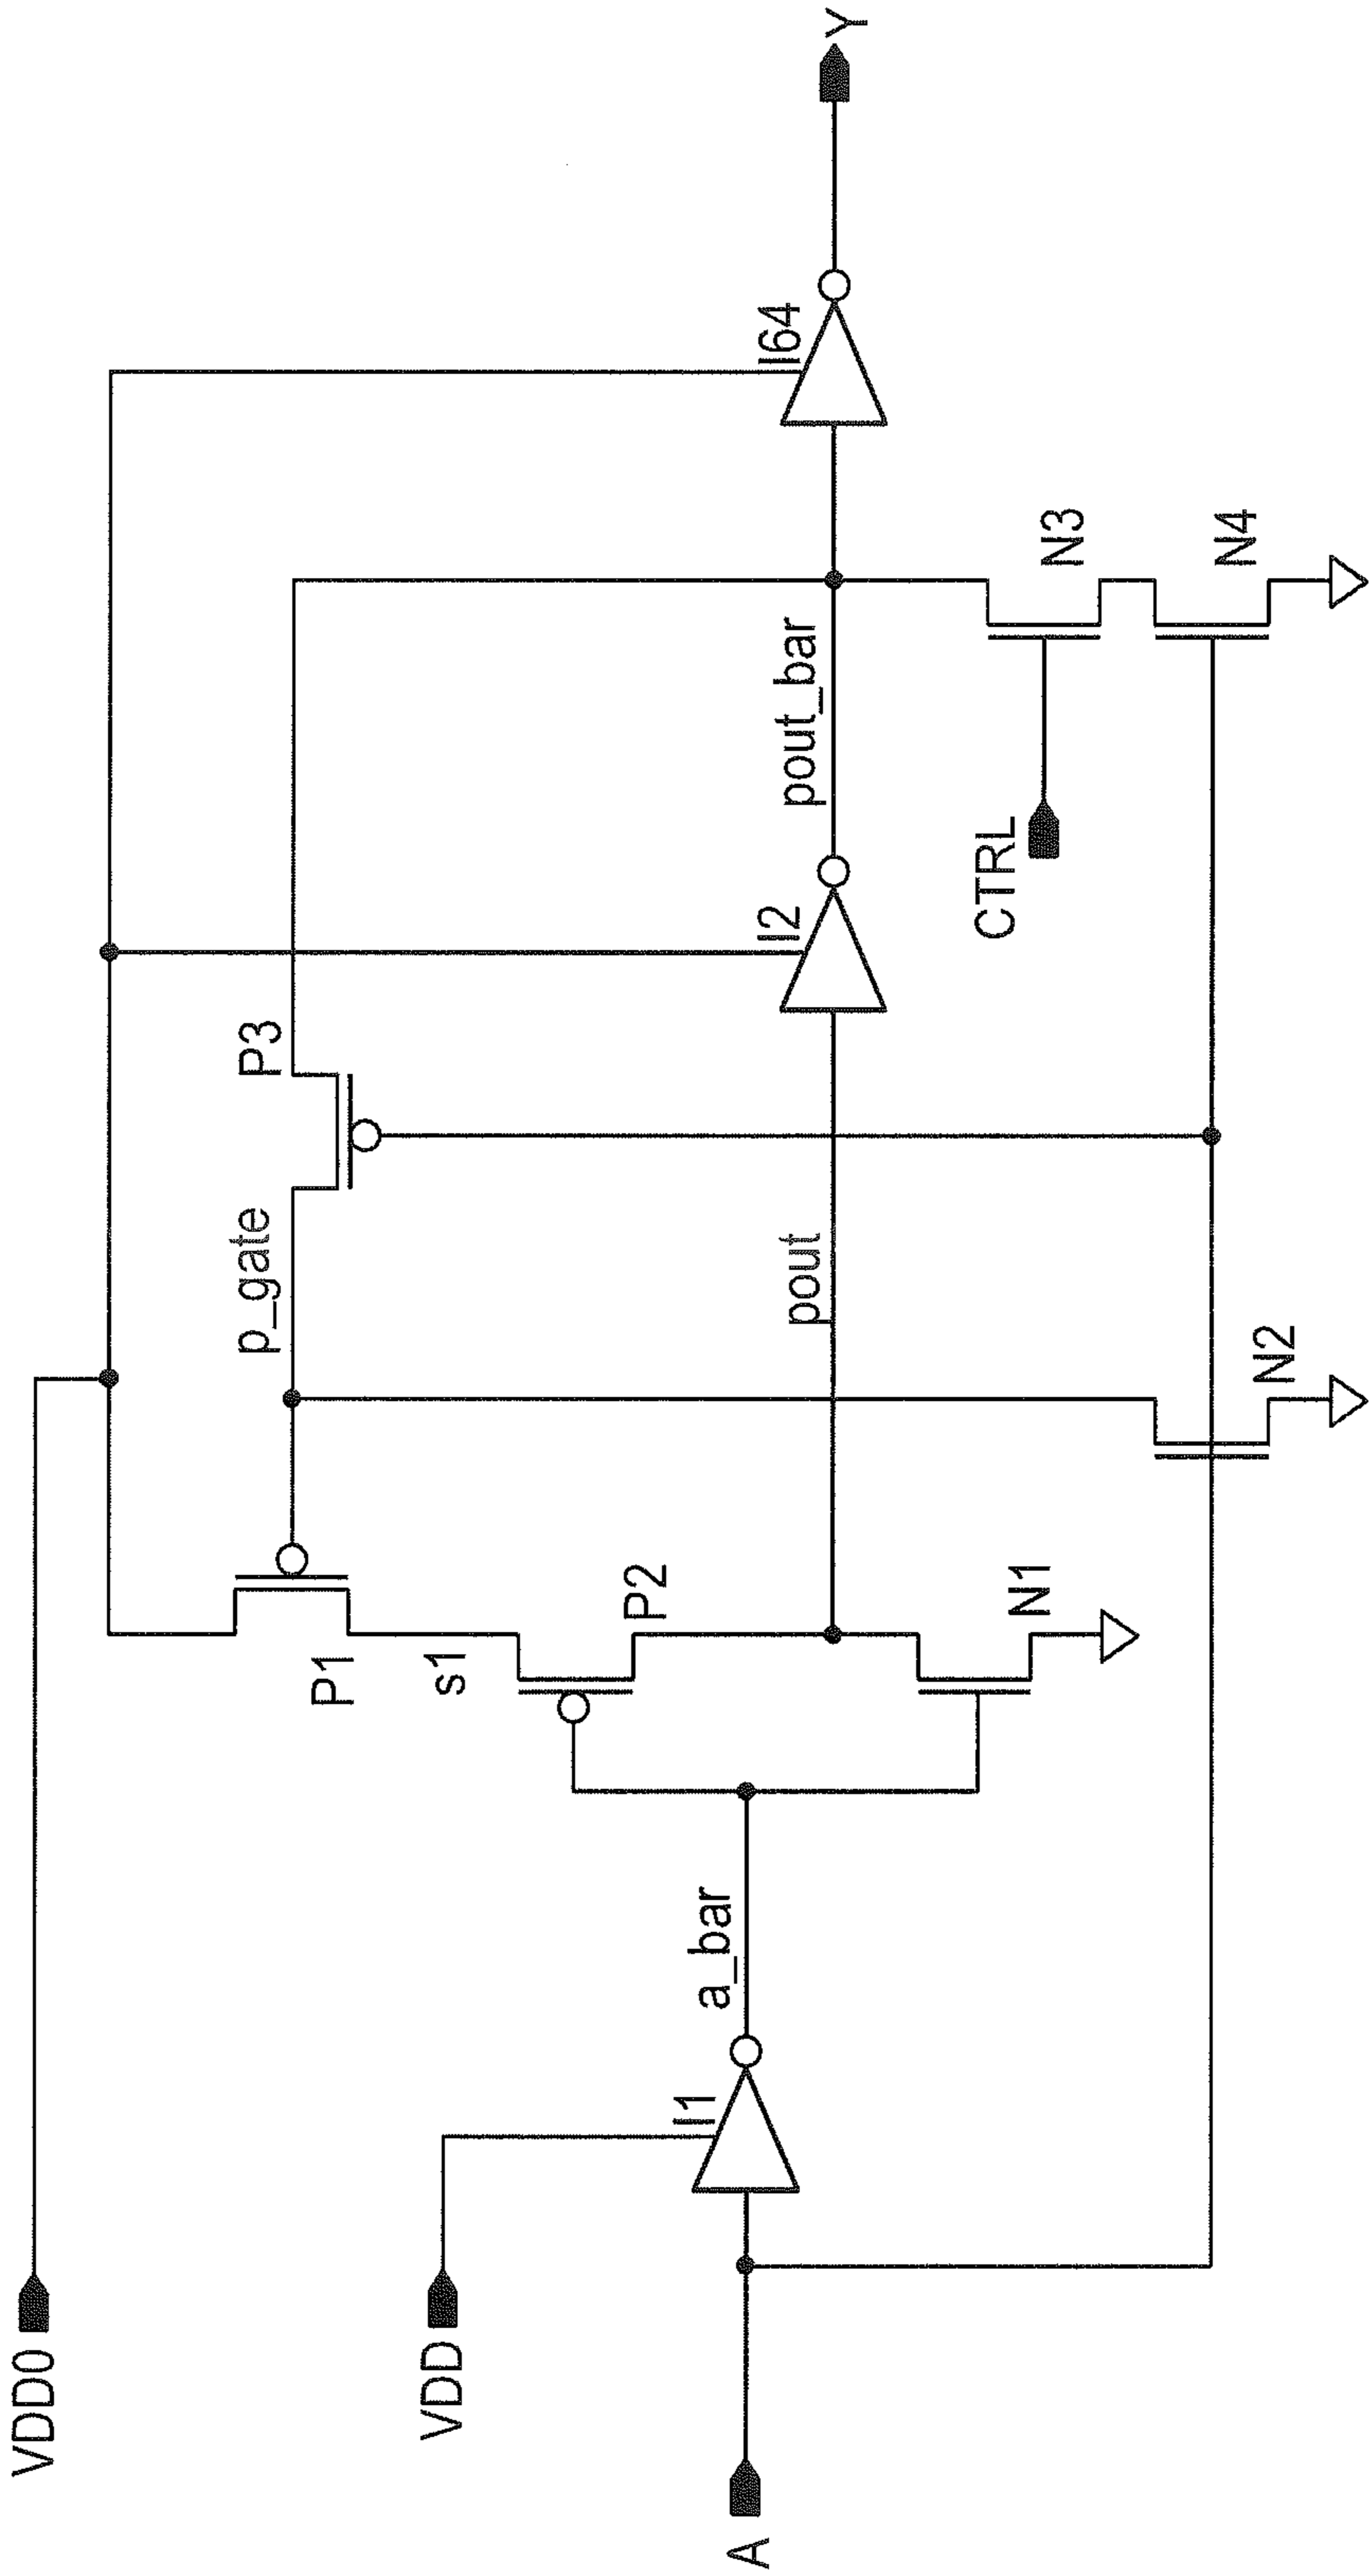 VDD0
VDD
A
I1
a_bar
P1
s1
P2
N1
p_gate
P3
pout
N2
I2
pout_bar
CTRL
N3
N4
I64
Y